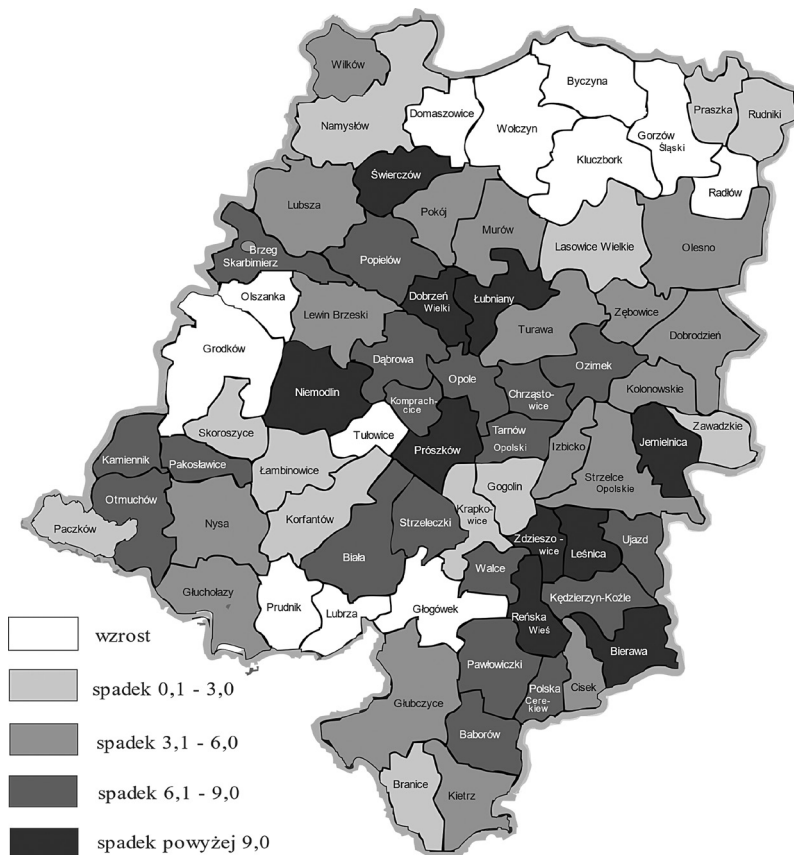 Wilków
Byczyna
Praszka
Rudniki
Namysłów
Domaszowice
Wołczyn
Gorzów
Śląski
Kluczbork
Świerczów
Radłów
Lubsza
Pokój
Murów
Lasowice Wielkie
Olesno
Brzeg
Skarbimierz
Popielów
Olszanka
Dobrzeń
Wielki
Łubniany
Zębowice
Lewin Brzeski
Turawa
Dobrodzień
Grodków
Dąbrowa
Ozimek
Niemodlin
Opole
Komprach-
cice
Chrząsto-
wice
Kolonowskie
Skoroszyce
Tułowice
Tarnów
Opolski
Zawadzkie
Kamiennik
Pakosławice
Prószków
Izbicko
Jemielnica
Łambinowice
Strzelce
Opolskie
Otmuchów
Gogolin
Paczków
Nysa
Korfantów
Strzeleczki
Krapko-
wice
Zdzieszo -
wice
Leśnica
Ujazd
Biała
Walce
Głuchołazy
Kędzierzyn-Koźle
Prudnik
Lubrza
Głogówek
Reńska
Wieś
Bierawa
wzrost
Pawłowiczki
Polska
Cere-
kiew
Cisek
spadek 0,1 - 3,0
Głubczyce
Baborów
spadek 3,1 - 6,0
Branice
Kietrz
spadek 6,1 - 9,0
spadek powyżej 9,0